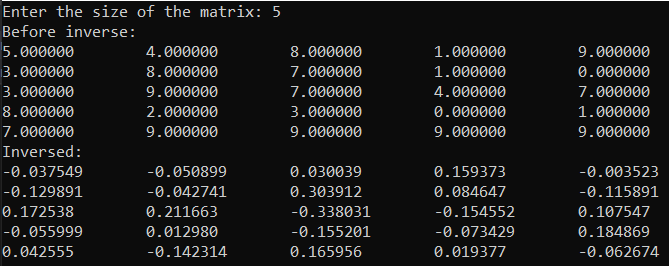 Enter the size of the matrix: 5
Before inverse:
5.000000 4.000000 8.000000 1.000000 9.000000
3.000000 8.000000 7.000000 1.000000 0.000000
3.000000 9.000000 7.000000 4.000000 7.000000
8.000000 2.000000 3.000000 0.000000 1.000000
7.000000 9.000000 9.000000 9.000000 9.000000
Inversed:
-0.037549 -0.050899 0.030039 0.159373 -0.003523
-0.129891 -0.042741 0.303912 0.084647 -0.115891
0.172538 0.211663 -0.338031 -0.154552 0.107547
-0.055999 0.012980 -0.155201 -0.073429 0.184869
0.042555 -0.142314 0.165956 0.019377 -0.062674